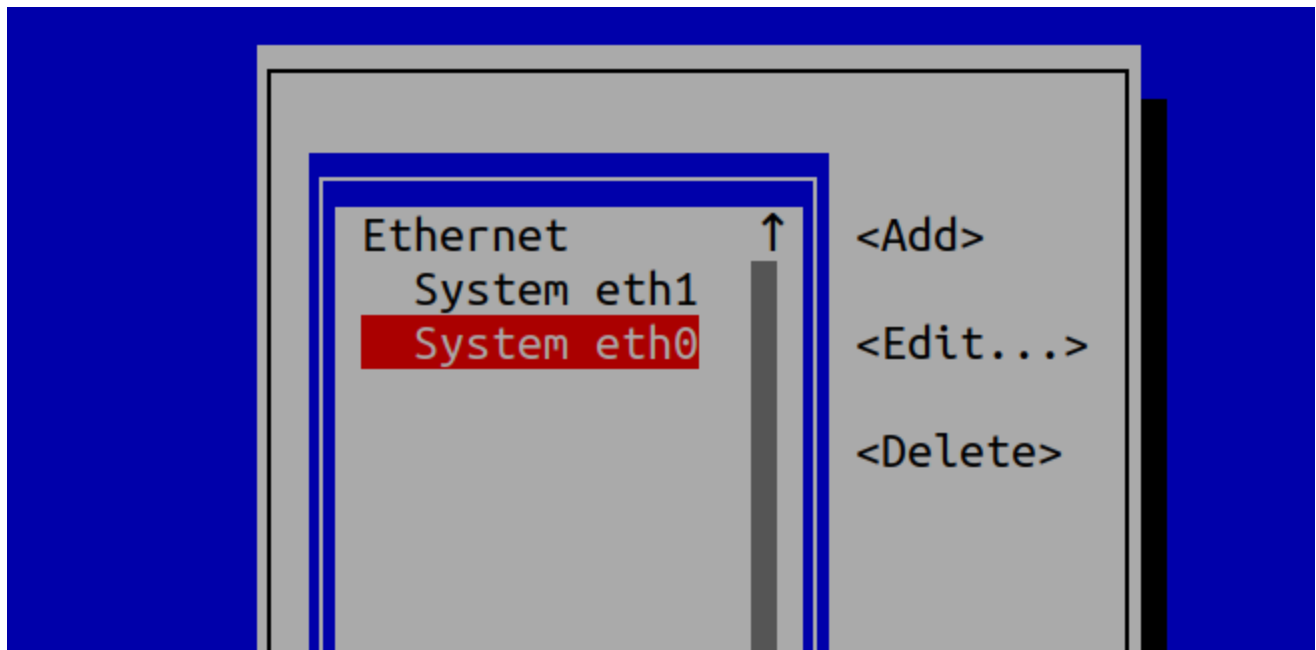 Ethernet ↑ <Add>
System eth1
System eth0 <Edit...>
<Delete>